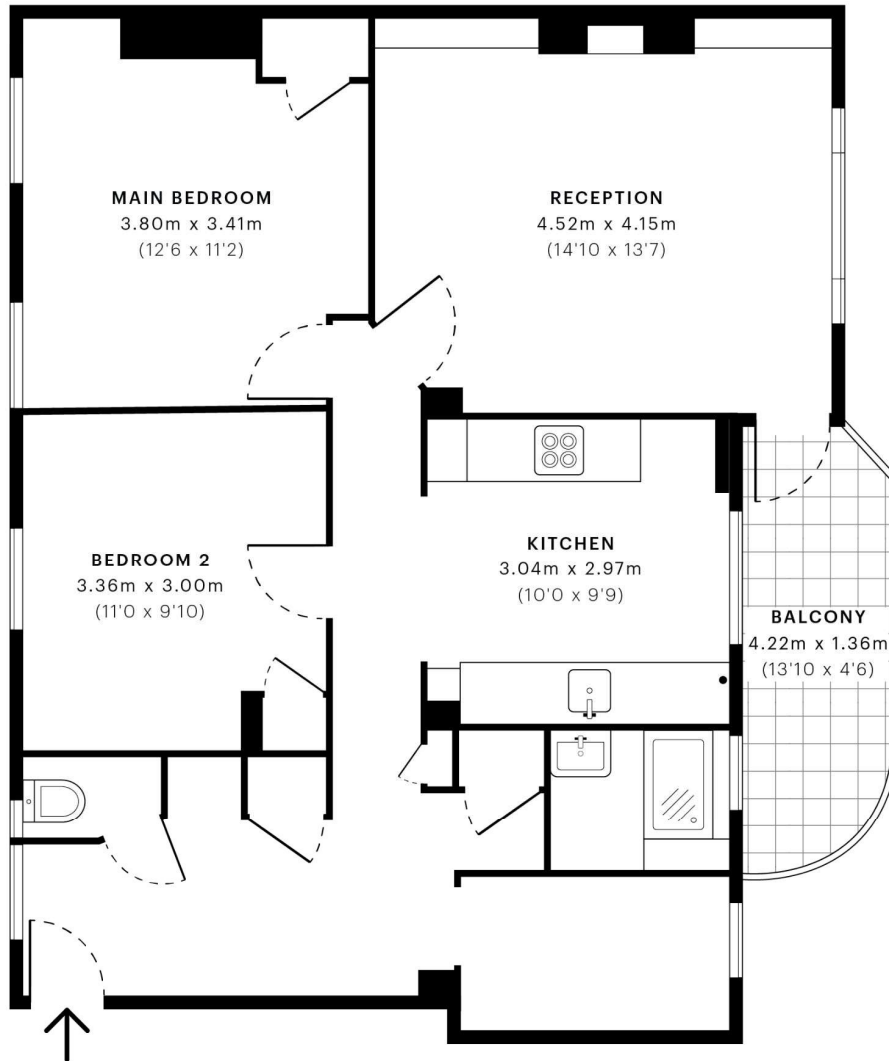 MAIN BEDROOM
3.80m x 3.41m
(12'6 x 11'2)
RECEPTION
4.52m x 4.15m
(14'10 x 13'7)
BEDROOM 2
3.36m x 3.00m
(11'0 x 9'10)
KITCHEN
3.04m x 2.97m
(10'0 x 9'9)
BALCONY
4.22m x 1.36m
(13'10 x 4'6)